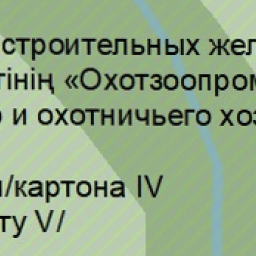 строительных жел
тінің «Охотзоопром
о и охотничьего хоз
/картона IV
ту V/